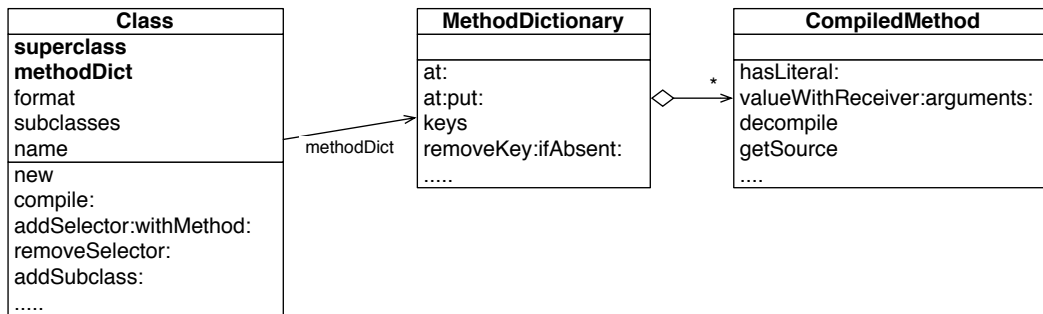 Class
superclass
methodDict
format
subclasses
name
new
compile:
addSelector:withMethod:
removeSelector:
addSubclass:
.....
methodDict
MethodDictionary
at:
at:put:
keys
removeKey:ifAbsent:
.....
*
CompiledMethod
hasLiteral:
valueWithReceiver:arguments:
decompile
getSource
....